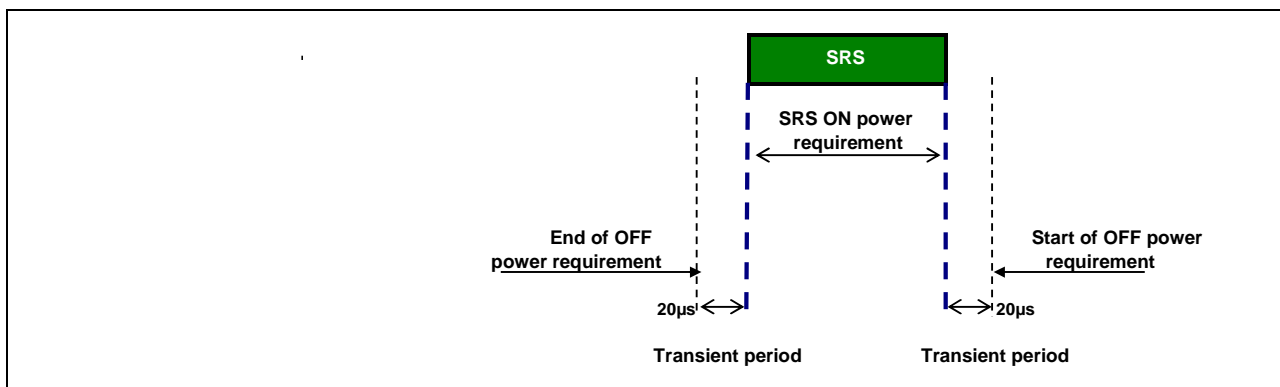 SRS
SRS ON power
requirement
End of OFF
power requirement
Start of OFF power
requirement
20µs
20µs
Transient period
Transient period